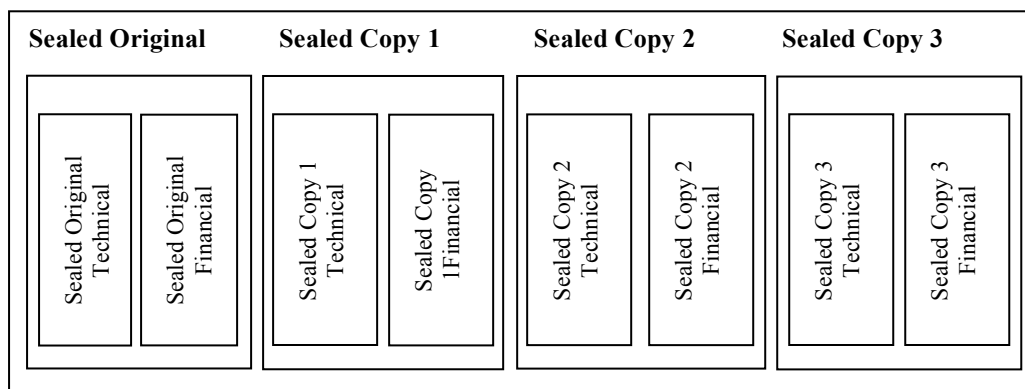 Sealed Original
Sealed Copy 1
Sealed Copy 2
Sealed Copy 3
Sealed Original
Technical
Sealed Original
Financial
Sealed Copy 1
Technical
Sealed Copy
1Financial
Sealed Copy 2
Technical
Sealed Copy 2
Financial
Sealed Copy 3
Technical
Sealed Copy 3
Financial